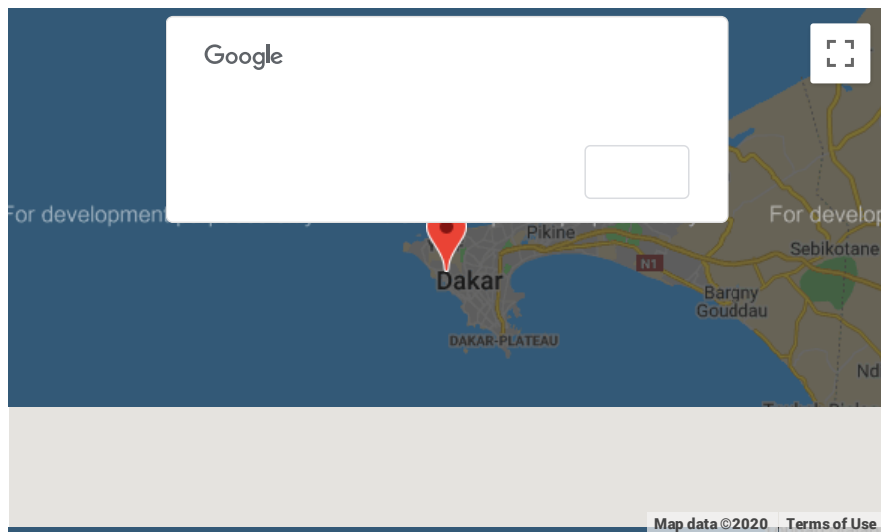 Google
For development
For develop
Pikine
Sebikotane
N1
Dakar
Bargny
Gouddau
DAKAR-PLATEAU
Nd
Map data ©2020
Terms of Use